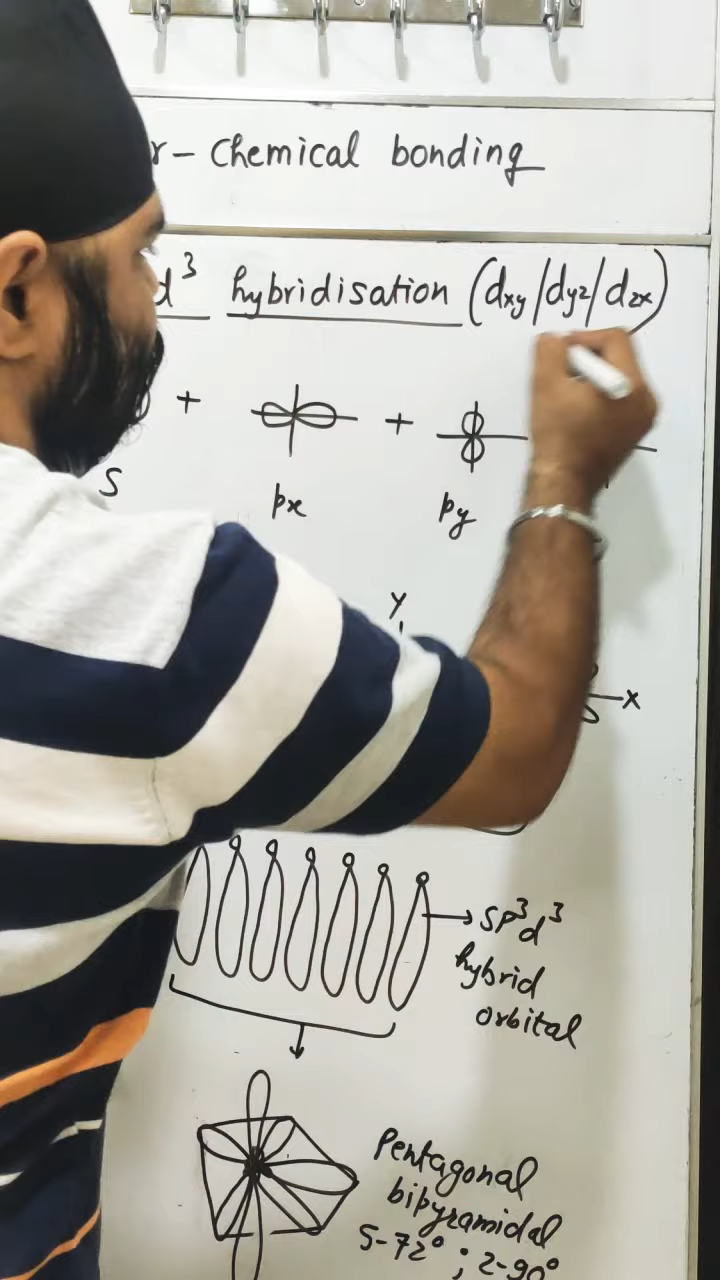 r - Chemical bonding
d³ hybridisation (dxy/dyz/dzx)
+ + 
S px py
Y
X
SP³d³
hybrid
orbital
Pentagonal
bipyramidal
5-72° ; 2-90°